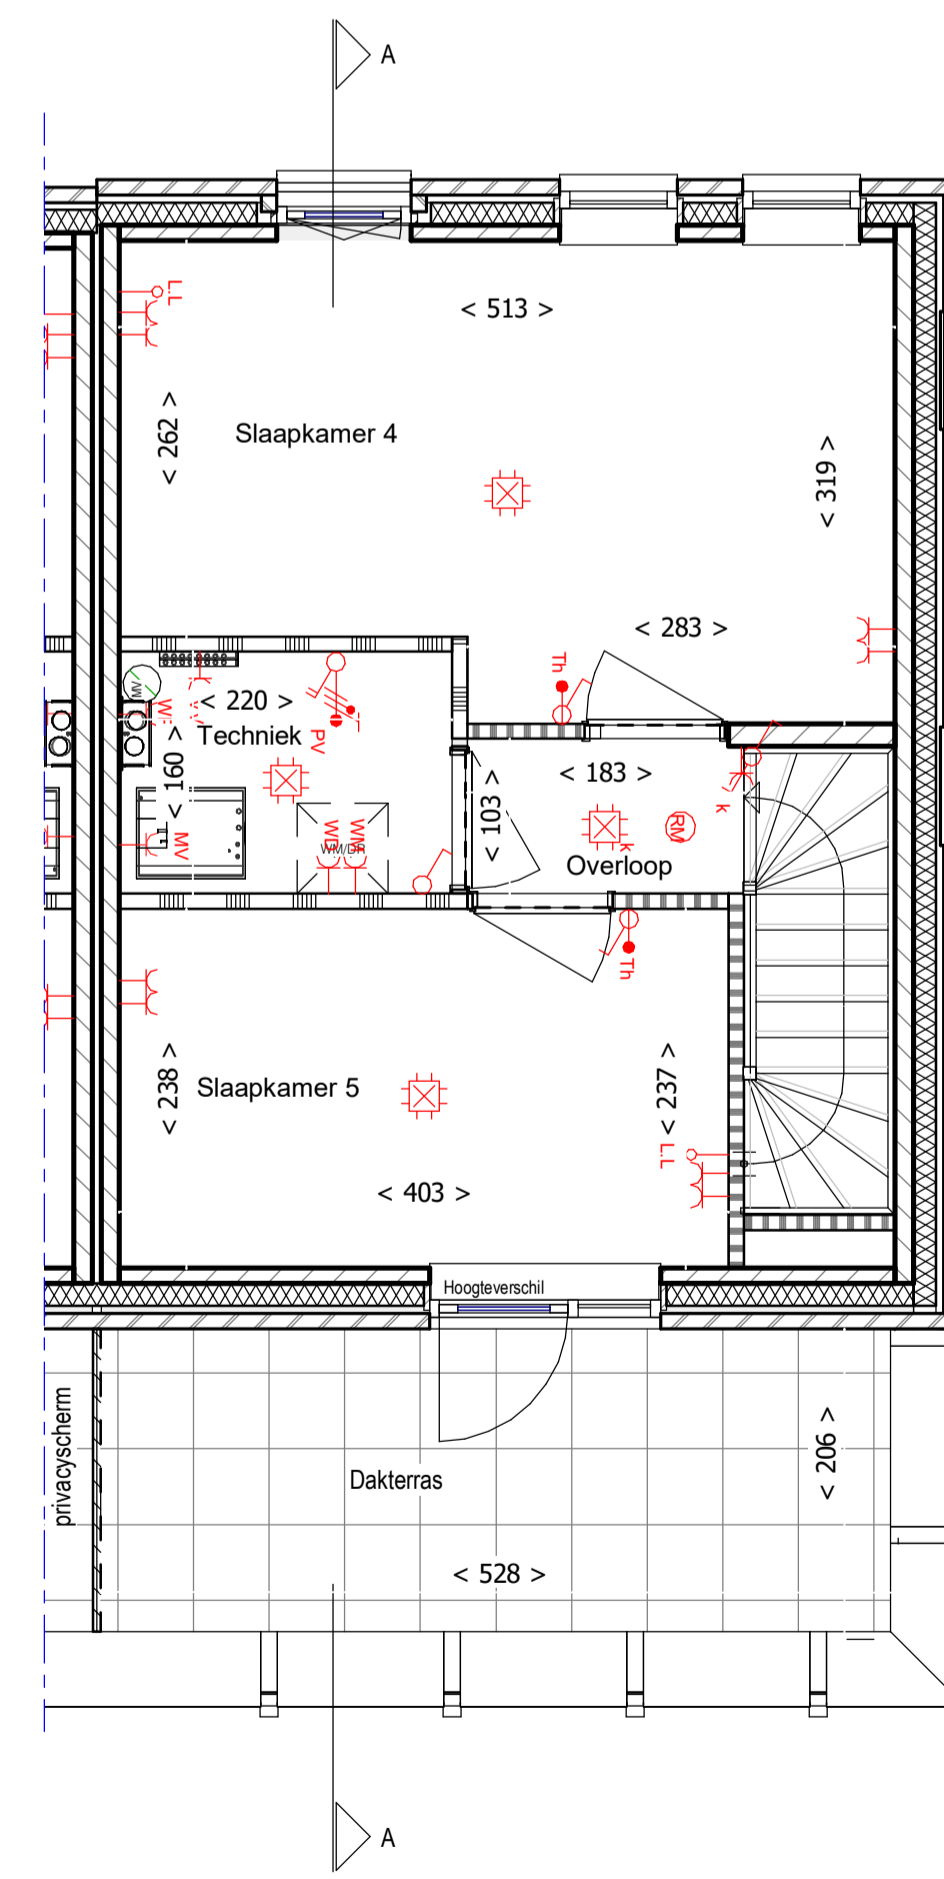 A
L.L
< 513 >
< 262 >
Slaapkamer 4
< 319 >
< 283 >
Th
MV
< 220 >
Techniek
PV
< 160 >
< 183 >
k
< 103 >
RM
k
MV
WD
WM
WM/DR
Overloop
Th
< 238 >
Slaapkamer 5
< 237 >
L.L
< 403 >
Hoogteverschil
privacyscherm
< 206 >
Dakterras
< 528 >
A